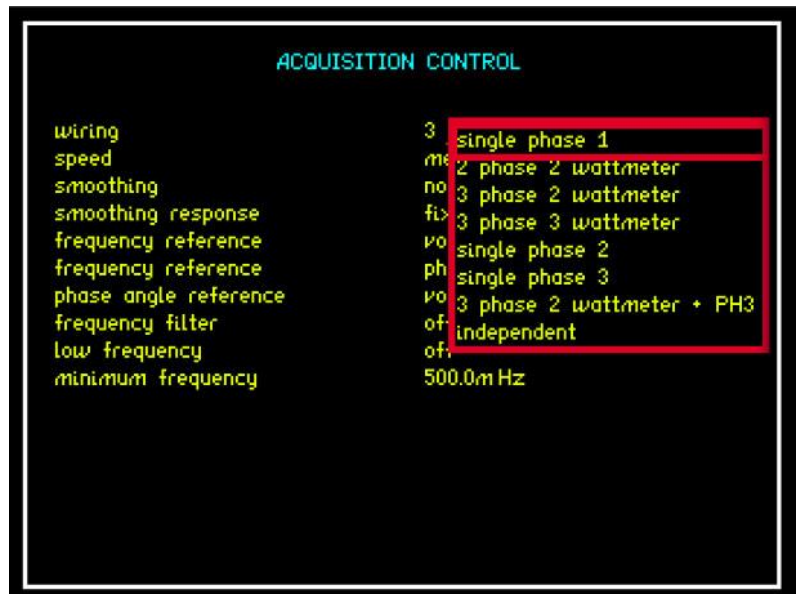 ACQUISITION CONTROL
wiring 3 single phase 1
speed 2 phase 2 wattmeter
smoothing 3 phase 2 wattmeter
smoothing response 3 phase 3 wattmeter
frequency reference single phase 2
frequency reference single phase 3
phase angle reference 3 phase 2 wattmeter + PH3
frequency filter independent
low frequency
minimum frequency 500.0m Hz